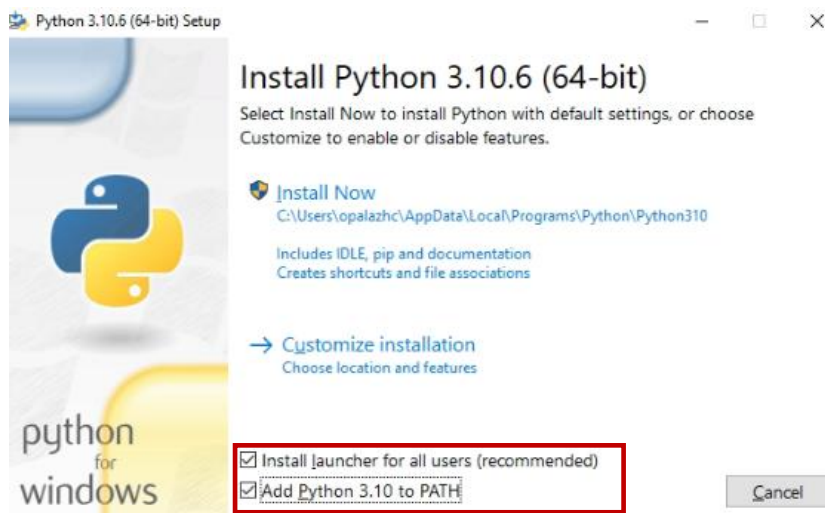 Python 3.10.6 (64-bit) Setup
Install Python 3.10.6 (64-bit)
Select Install Now to install Python with default settings, or choose
Customize to enable or disable features.
Install Now
C:\Users\opalazhc\AppData\Local\Programs\Python\Python310
Includes IDLE, pip and documentation
Creates shortcuts and file associations
→ Customize installation
Choose location and features
python
for
windows
Install launcher for all users (recommended)
Add Python 3.10 to PATH
Cancel